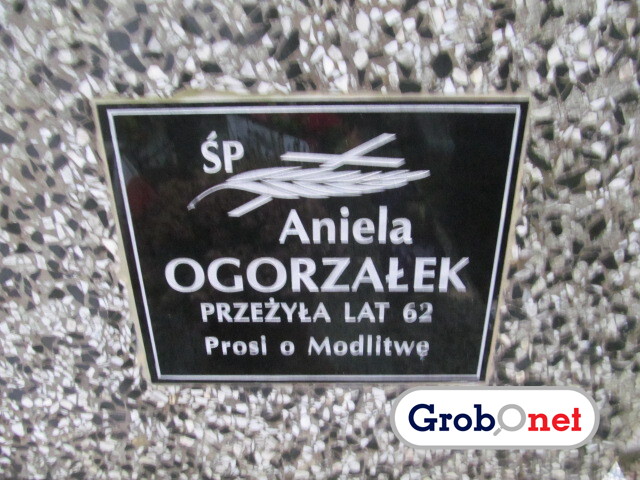 ŚP
Aniela
OGORZAŁEK
PRZEŻYŁA LAT 62
Prosi o Modlitwę
GrobOnet